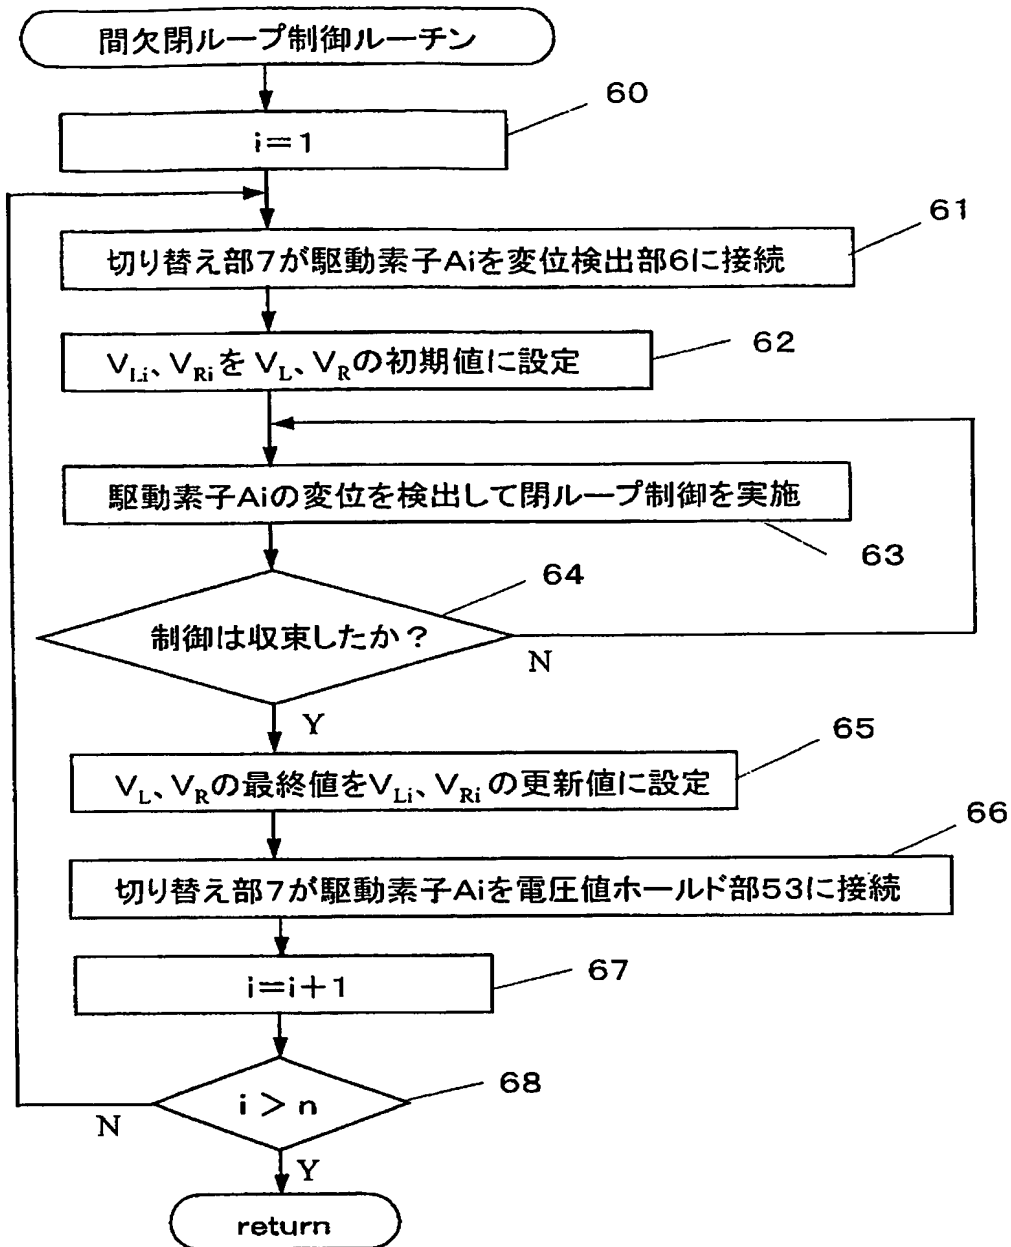 間欠閉ループ制御ルーチン
60
i＝1
61
切り替え部7が駆動素子Aiを変位検出部6に接続
62
VLi、VRiを VL、VRの初期値に設定
駆動素子Aiの変位を検出して閉ループ制御を実施
63
64
制御は収束したか？
N
Y
65
VL、VRの最終値をVLi、VRiの更新値に設定
66
切り替え部7が駆動素子Aiを電圧値ホールド部53に接続
67
i＝i＋1
68
i＞n
N
Y
return